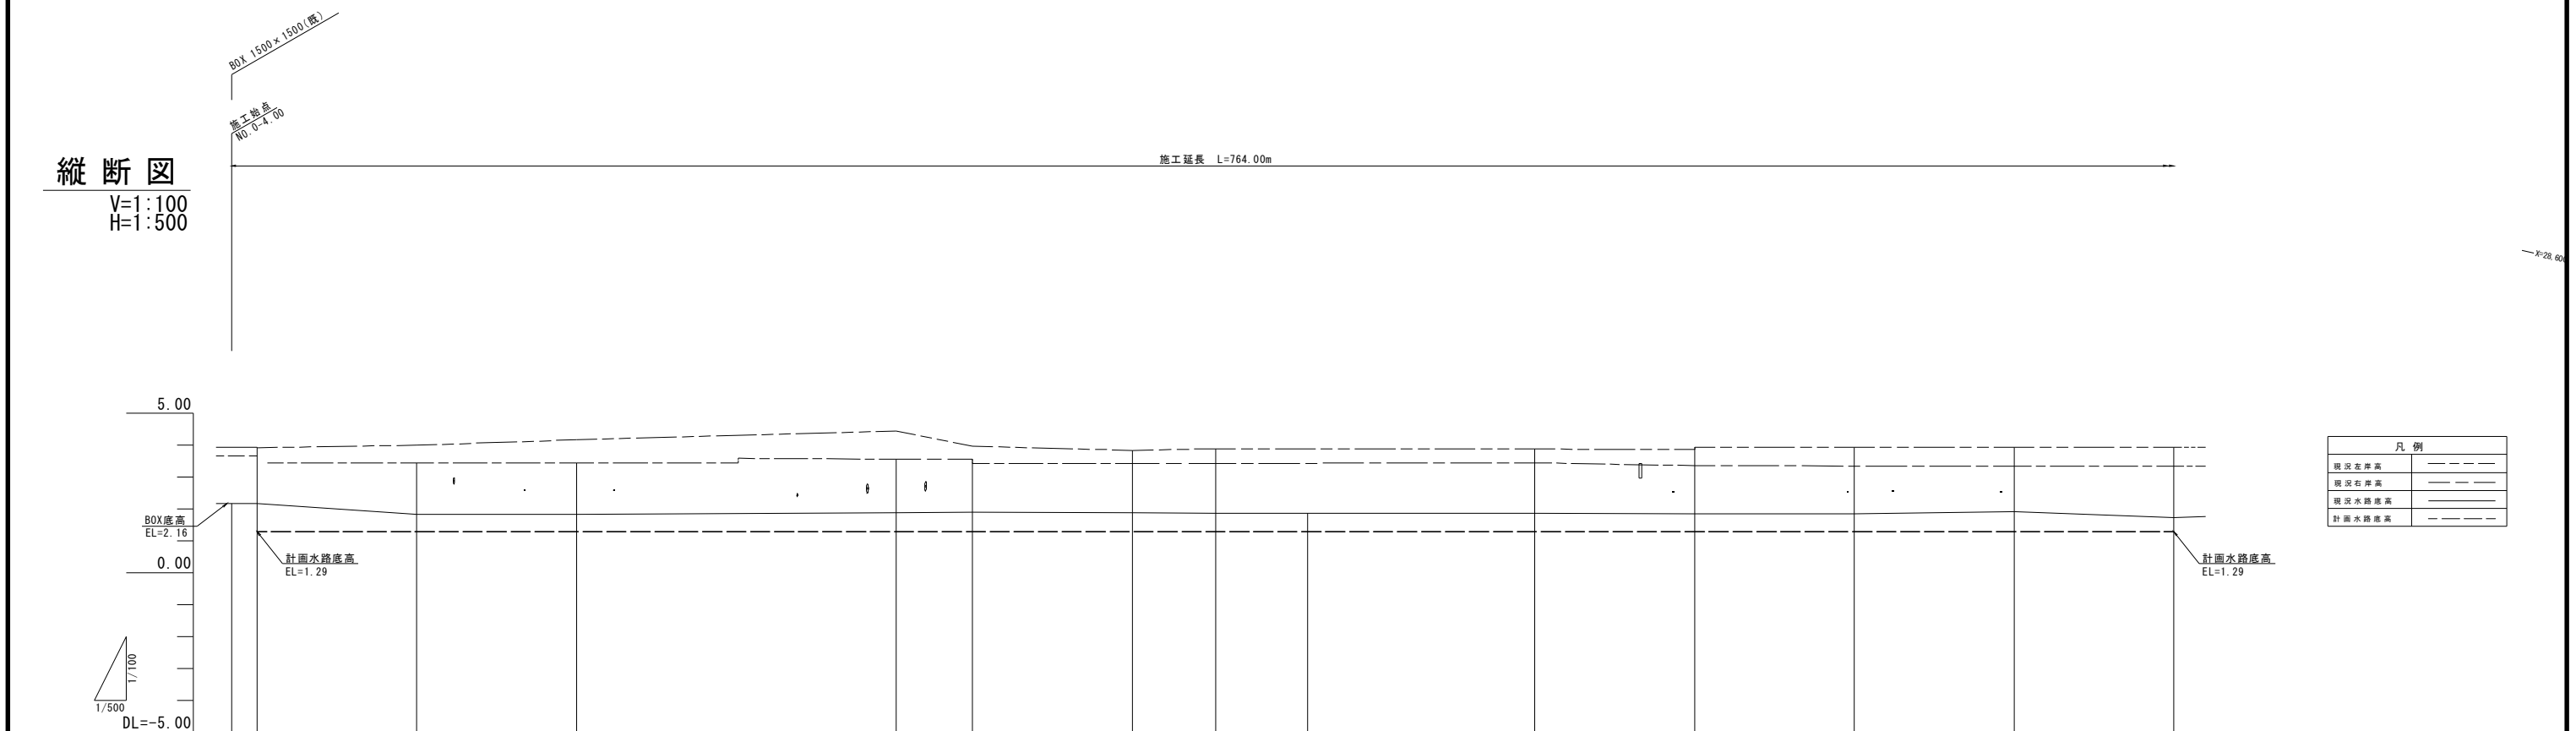 BOX 1500×1500(既)
施工始点
NO.0-4.00
施工延長 L=764.00m
縦断図
V=1:100
H=1:500
X=28.600
5.00
凡 例
現況左岸高
現況右岸高
現況水路底高
計画水路底高
BOX底高
EL=2.16
計画水路底高
EL=1.29
計画水路底高
EL=1.29
0.00
1/100
1/500
DL=-5.00